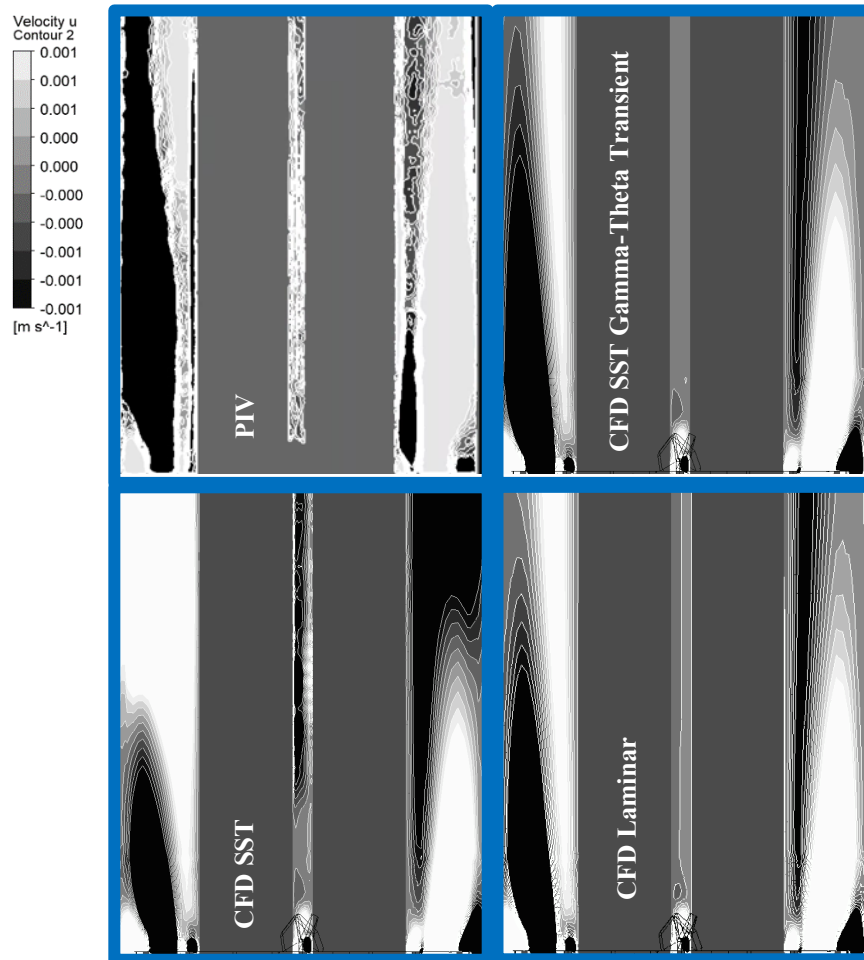 Velocity u
Contour 2
0.001
0.001
0.001
0.000
0.000
-0.000
-0.000
-0.001
-0.001
-0.001
[m s^-1]
PIV
CFD SST Gamma-Theta Transient
CFD SST
CFD Laminar